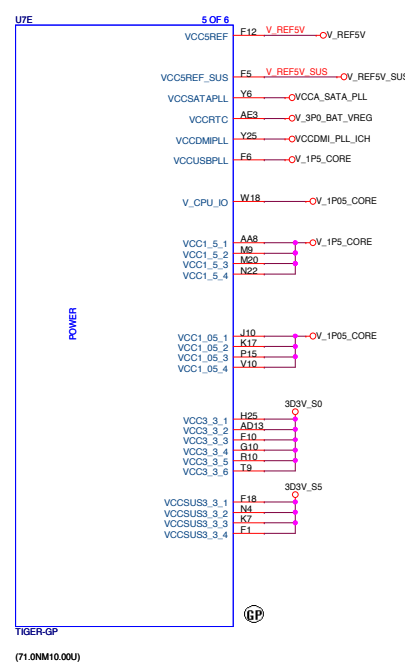 U7E 5 OF 6
VCC5REF F12 V_REF5V V_REF5V
VCC5REF_SUS F5 V_REF5V_SUS V_REF5V_SUS
VCCSATAPLL Y6 VCCA_SATA_PLL
VCCRTC AE3 V_3P0_BAT_VREG
VCCDMIPLL Y25 VCCDMI_PLL_ICH
VCCUSBPLL F6 V_1P5_CORE
V_CPU_IO W18 V_1P05_CORE
VCC1_5_1 AA8 V_1P5_CORE
VCC1_5_2 M9
VCC1_5_3 M20
VCC1_5_4 N22
POWER
VCC1_05_1 J10 V_1P05_CORE
VCC1_05_2 K17
VCC1_05_3 P15
VCC1_05_4 V10
3D3V_S0
VCC3_3_1 H25
VCC3_3_2 AD13
VCC3_3_3 F10
VCC3_3_4 G10
VCC3_3_5 R10
VCC3_3_6 T9
3D3V_S5
VCCSUS3_3_1 F18
VCCSUS3_3_2 N4
VCCSUS3_3_3 K7
VCCSUS3_3_4 F1
GP
TIGER-GP
(71.0NM10.00U)